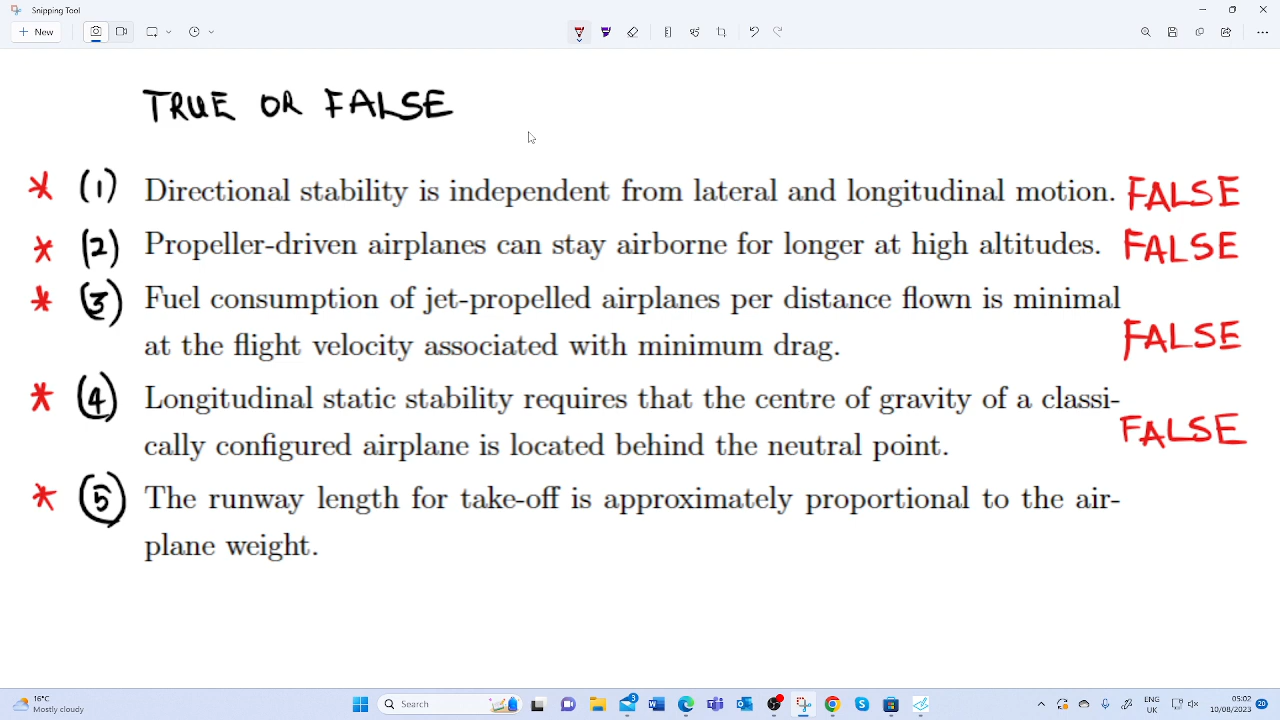 Snipping Tool
New
TRUE OR FALSE
* (1) Directional stability is independent from lateral and longitudinal motion. FALSE
* (2) Propeller-driven airplanes can stay airborne for longer at high altitudes. FALSE
* (3) Fuel consumption of jet-propelled airplanes per distance flown is minimal
at the flight velocity associated with minimum drag. FALSE
* (4) Longitudinal static stability requires that the centre of gravity of a classi-
cally configured airplane is located behind the neutral point. FALSE
* (5) The runway length for take-off is approximately proportional to the air-
plane weight.
16°C
Mostly cloudy
Search
3
ENG
UK
05:02
10/08/2023
20